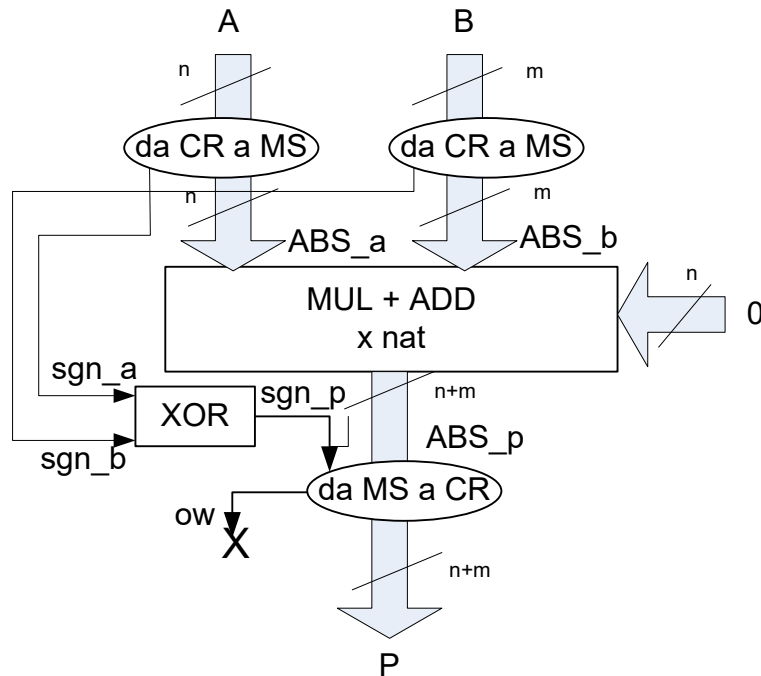 A
B
n
m
da CR a MS
da CR a MS
n
m
ABS_a
ABS_b
n
MUL + ADD
x nat
0
sgn_a
sgn_p
n+m
XOR
ABS_p
sgn_b
da MS a CR
ow
X
n+m
P